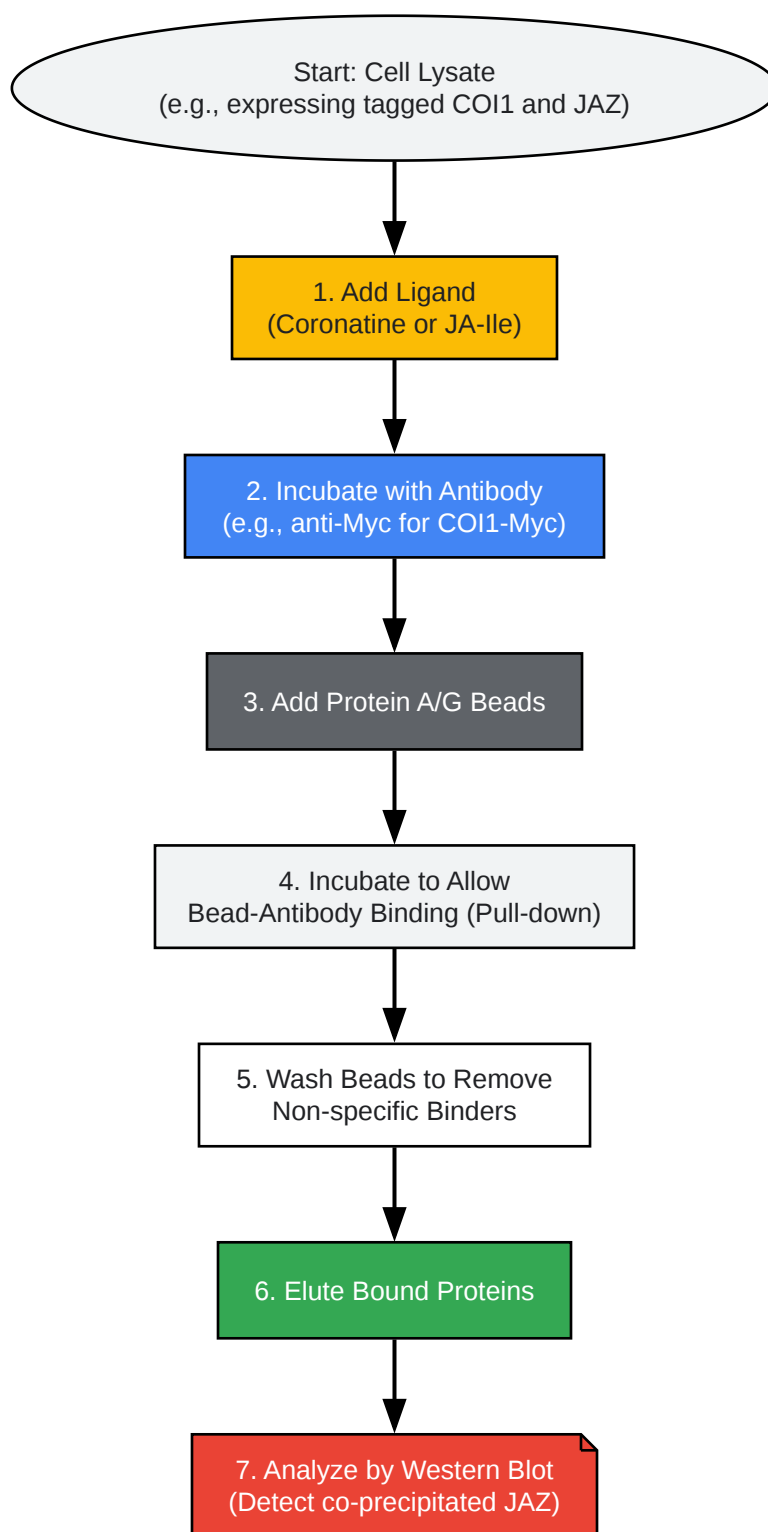 Start: Cell Lysate
(e.g., expressing tagged COI1 and JAZ)
1. Add Ligand
(Coronatine or JA-Ile)
2. Incubate with Antibody
(e.g., anti-Myc for COI1-Myc)
3. Add Protein A/G Beads
4. Incubate to Allow
Bead-Antibody Binding (Pull-down)
5. Wash Beads to Remove
Non-specific Binders
6. Elute Bound Proteins
7. Analyze by Western Blot
(Detect co-precipitated JAZ)